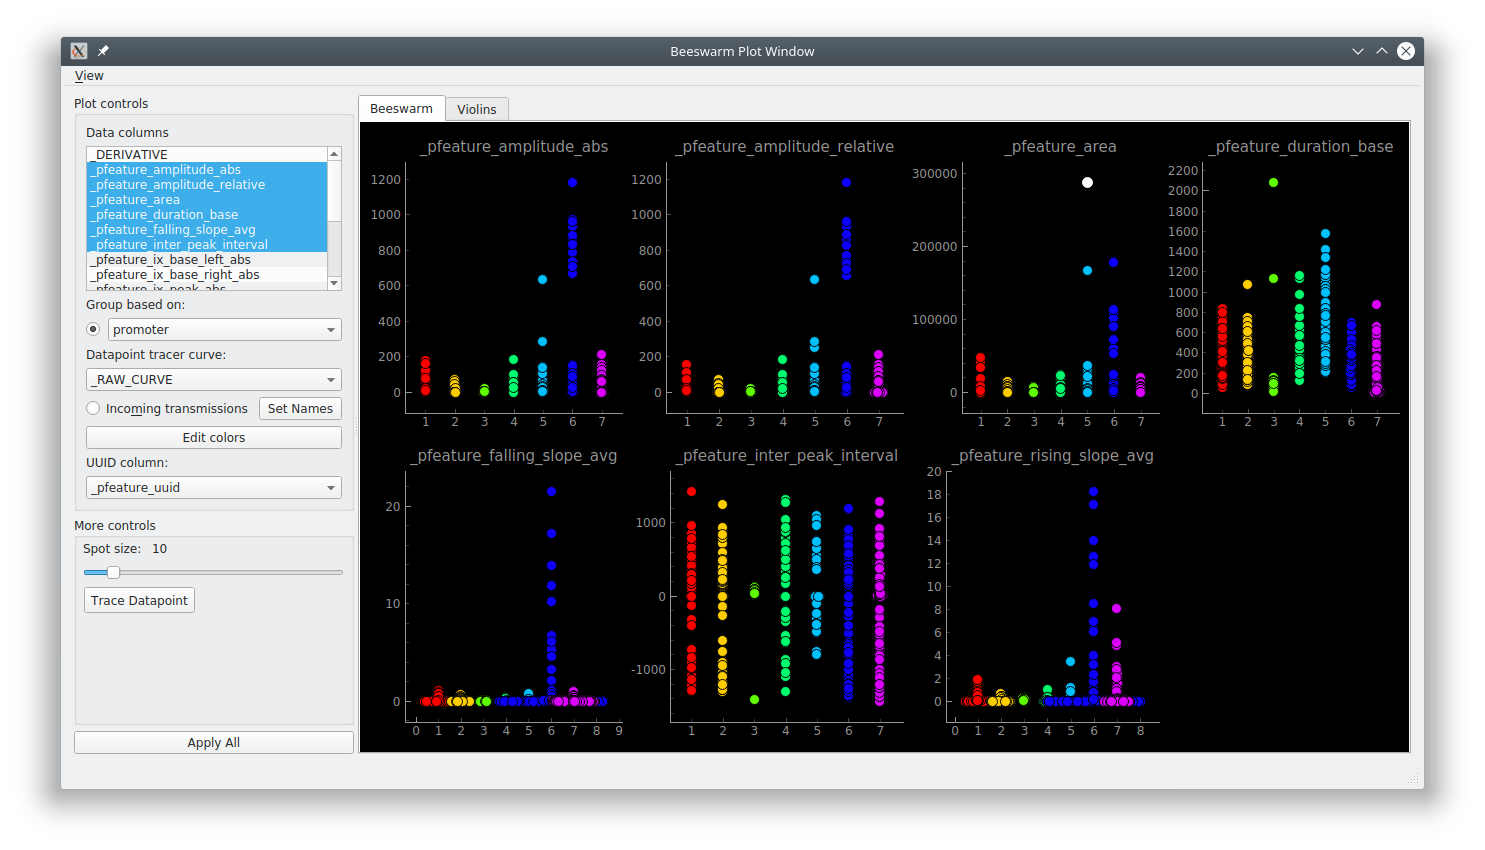 Beeswarm Plot Window
View
Plot controls
Data columns
_DERIVATIVE
_pfeature_amplitude_abs
_pfeature_amplitude_relative
_pfeature_area
_pfeature_duration_base
_pfeature_falling_slope_avg
_pfeature_inter_peak_interval
_pfeature_ix_base_left_abs
_pfeature_ix_base_right_abs
_pfeature_ix_peak_abs
Group based on:
promoter
Datapoint tracer curve:
_RAW_CURVE
Incoming transmissions Set Names
Edit colors
UUID column:
_pfeature_uuid
More controls
Spot size: 10
Trace Datapoint
Apply All
Beeswarm Violins
_pfeature_amplitude_abs
1200
1000
800
600
400
200
0
1 2 3 4 5 6 7
_pfeature_amplitude_relative
1200
1000
800
600
400
200
0
1 2 3 4 5 6 7
_pfeature_area
300000
200000
100000
0
1 2 3 4 5 6 7
_pfeature_duration_base
2200
2000
1800
1600
1400
1200
1000
800
600
400
200
0
1 2 3 4 5 6 7
_pfeature_falling_slope_avg
20
10
0
0 1 2 3 4 5 6 7 8 9
_pfeature_inter_peak_interval
1000
0
-1000
1 2 3 4 5 6 7
_pfeature_rising_slope_avg
20
18
16
14
12
10
8
6
4
2
0
0 1 2 3 4 5 6 7 8